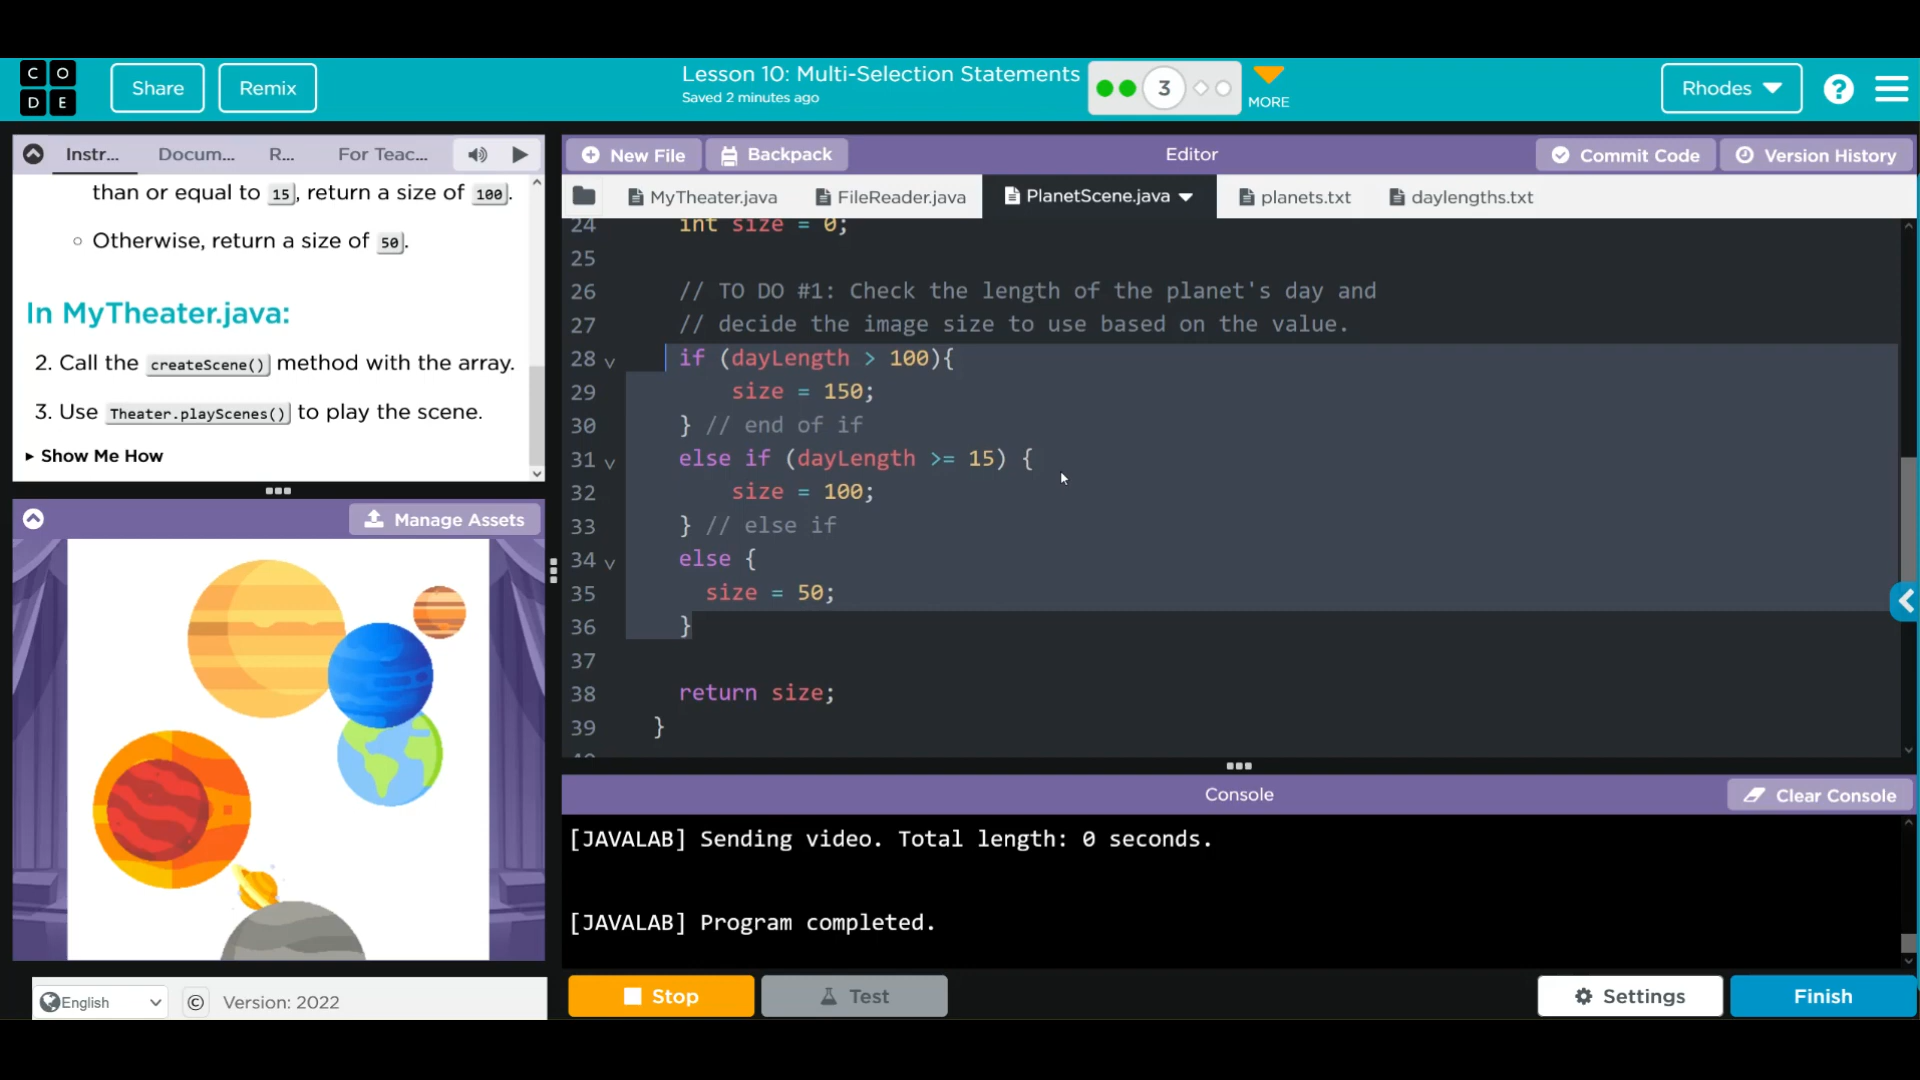 C O
D E
Share
Remix
Lesson 10: Multi-Selection Statements
Saved 2 minutes ago
3
MORE
Rhodes
?
Instr...
Docum...
R...
For Teac...
than or equal to 15, return a size of 100.
Otherwise, return a size of 50.
In MyTheater.java:
2. Call the createScene() method with the array.
3. Use Theater.playScenes() to play the scene.
Show Me How
Manage Assets
English
© Version: 2022
New File
Backpack
Editor
Commit Code
Version History
MyTheater.java
FileReader.java
PlanetScene.java
planets.txt
daylengths.txt
24 int size = 0;
25
26 // TO DO #1: Check the length of the planet's day and
27 // decide the image size to use based on the value.
28 if (dayLength > 100){
29 size = 150;
30 } // end of if
31 else if (dayLength >= 15) {
32 size = 100;
33 } // else if
34 else {
35 size = 50;
36 }
37
38 return size;
39 }
Console
Clear Console
[JAVALAB] Sending video. Total length: 0 seconds.
[JAVALAB] Program completed.
Stop
Test
Settings
Finish